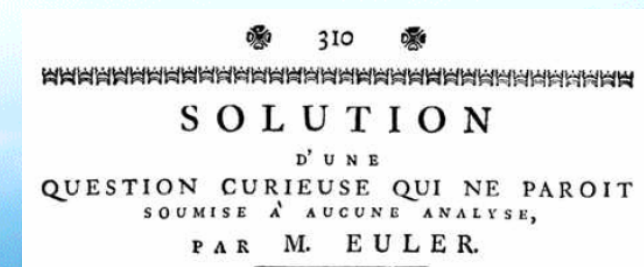 310
SOLUTION
D'UNE
QUESTION CURIEUSE QUI NE PAROIT
SOUMISE À AUCUNE ANALYSE,
PAR M. EULER.